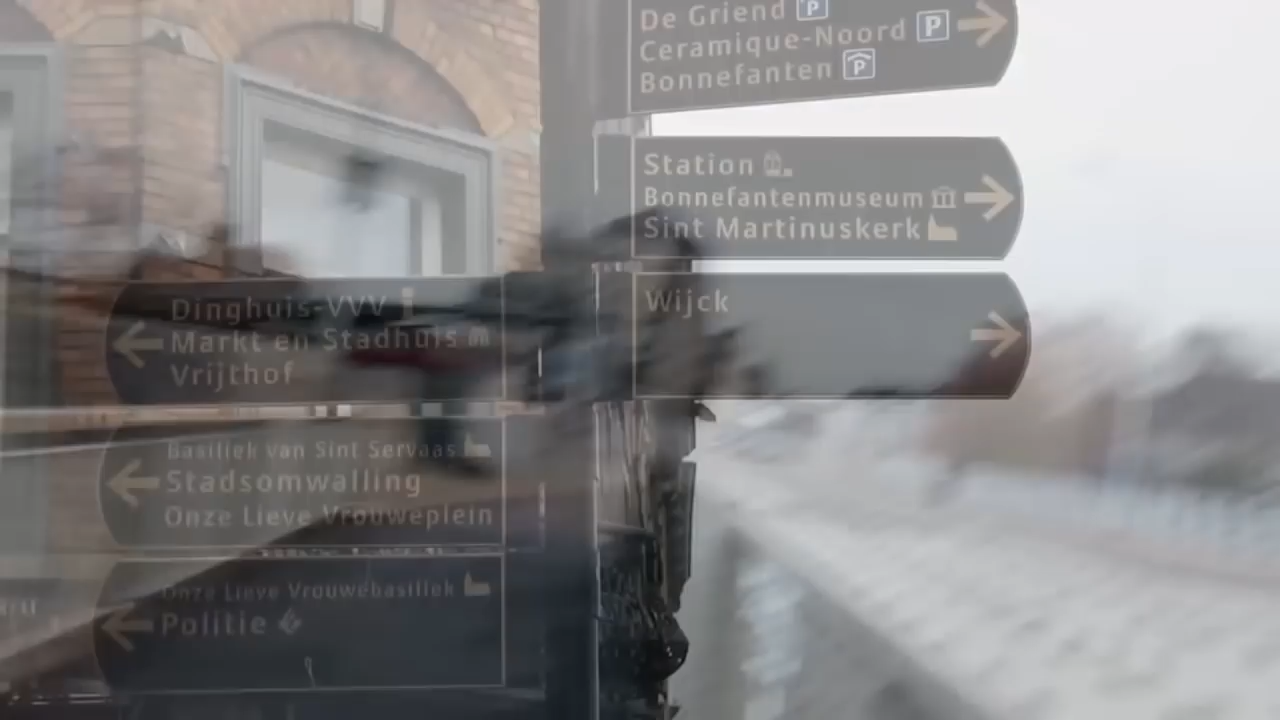 De Griend P
Ceramique-Noord P
Bonnefanten P
Station
Bonnefantenmuseum
Sint Martinuskerk
Wijck
Dinghuis-VVV i
Markt en Stadhuis
Vrijthof
Basiliek van Sint Servaas
Stadsomwalling
Onze Lieve Vrouweplein
Onze Lieve Vrouwebasiliek
Politie